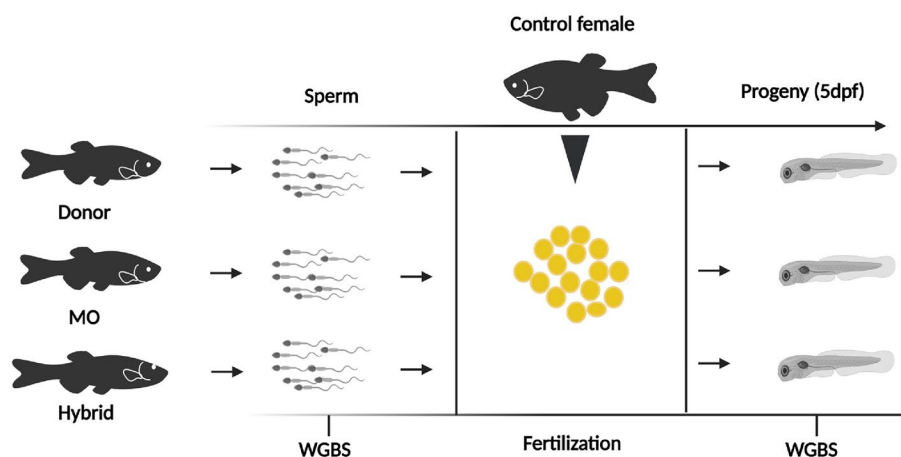 Control female
Sperm
Progeny (5dpf)
Donor
MO
Hybrid
WGBS
Fertilization
WGBS